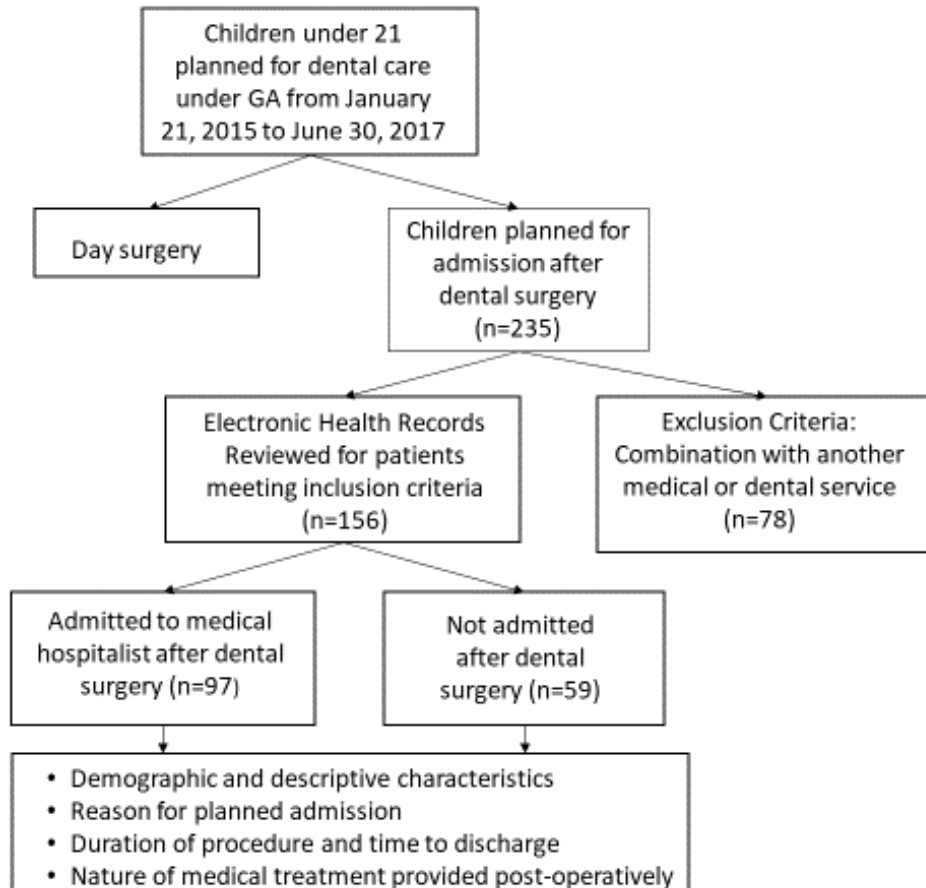 Children under 21
planned for dental care
under GA from January
21, 2015 to June 30, 2017
Day surgery
Children planned for
admission after
dental surgery
(n=235)
Electronic Health Records
Reviewed for patients
meeting inclusion criteria
(n=156)
Exclusion Criteria:
Combination with another
medical or dental service
(n=78)
Admitted to medical
hospitalist after dental
surgery (n=97)
Not admitted
after dental
surgery (n=59)
• Demographic and descriptive characteristics
• Reason for planned admission
• Duration of procedure and time to discharge
• Nature of medical treatment provided post-operatively